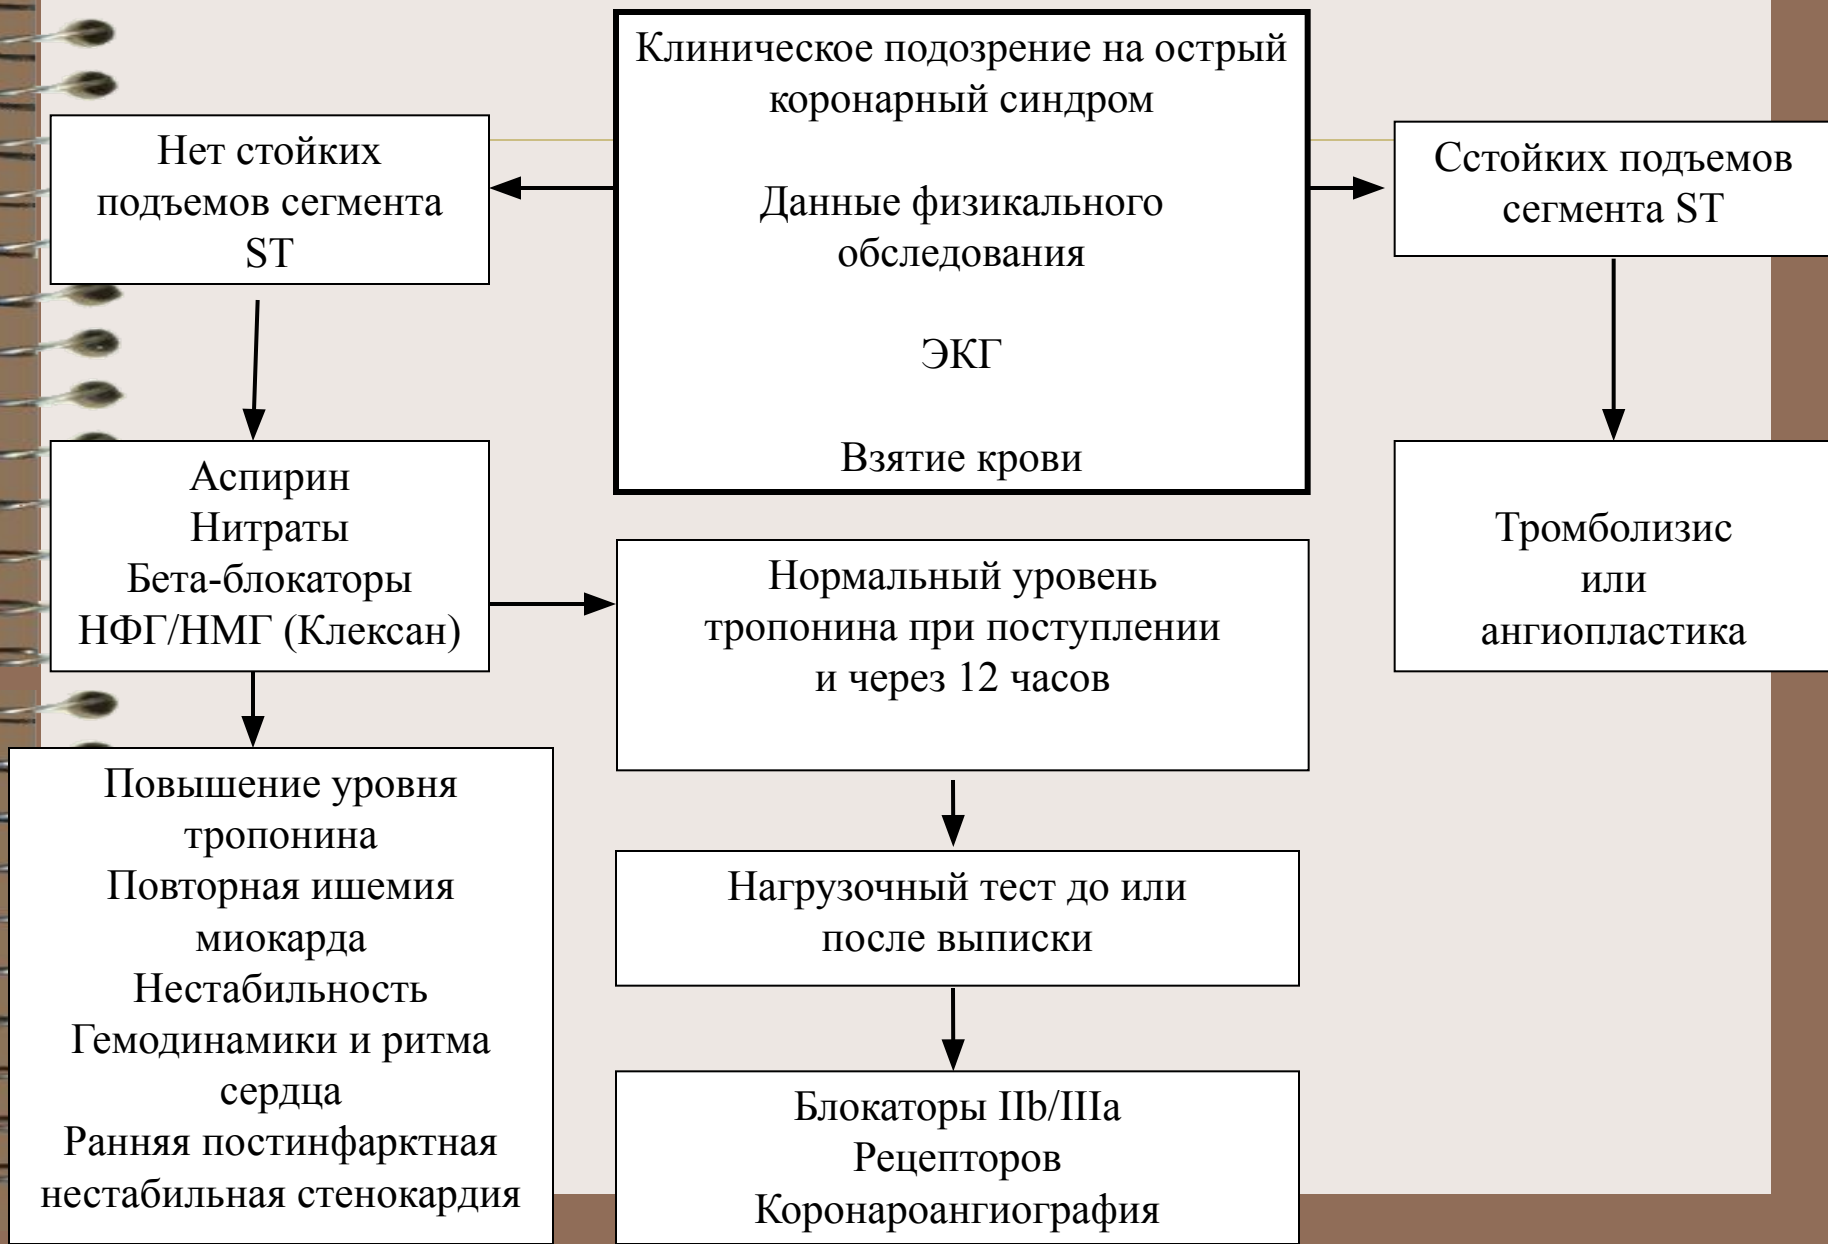 Клиническое подозрение на острый
коронарный синдром
Данные физикального
обследования
ЭКГ
Взятие крови
Нет стойких
подъемов сегмента
ST
Сстойких подъемов
сегмента ST
Аспирин
Нитраты
Бета-блокаторы
НФГ/НМГ (Клексан)
Нормальный уровень
тропонина при поступлении
и через 12 часов
Тромболизис
или
ангиопластика
Повышение уровня
тропонина
Повторная ишемия
миокарда
Нестабильность
Гемодинамики и ритма
сердца
Ранняя постинфарктная
нестабильная стенокардия
Нагрузочный тест до или
после выписки
Блокаторы IIb/IIIa
Рецепторов
Коронароангиография